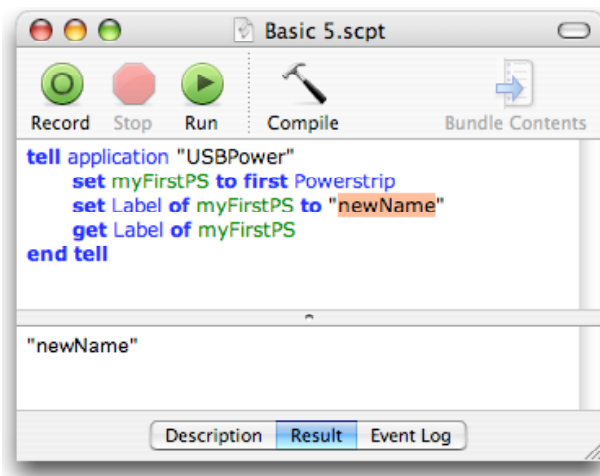 Basic 5.scpt
Record Stop Run Compile Bundle Contents
tell application "USBPower"
set myFirstPS to first Powerstrip
set Label of myFirstPS to "newName"
get Label of myFirstPS
end tell
"newName"
Description Result Event Log